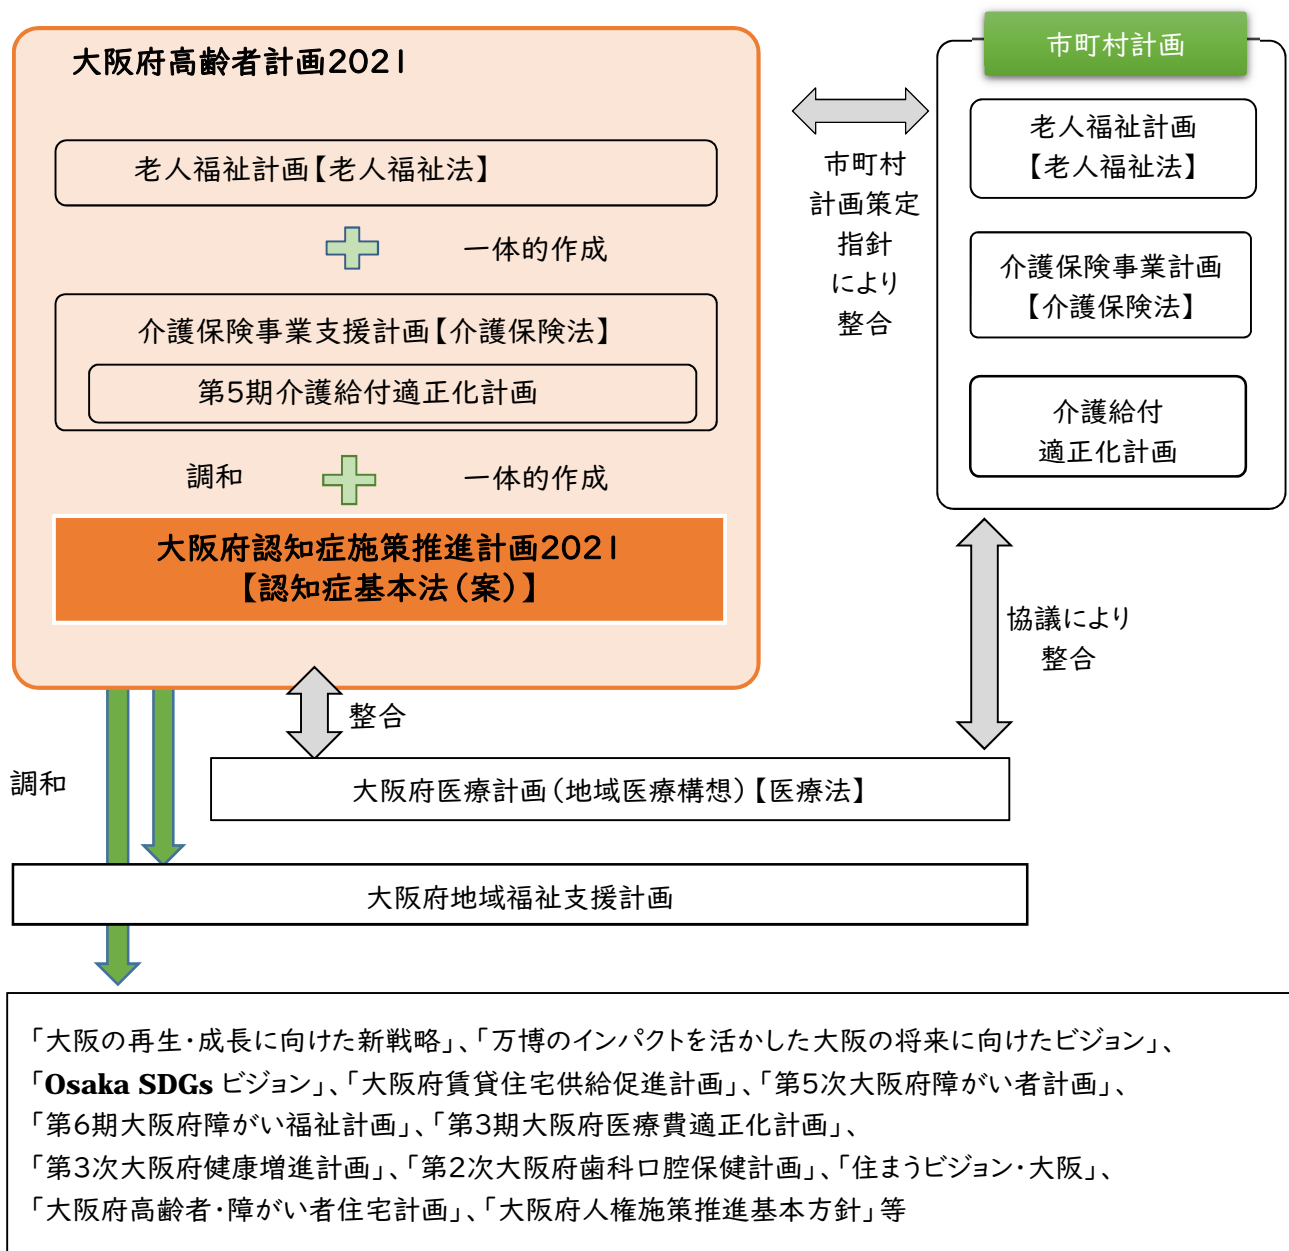 大阪府高齢者計画2021
老人福祉計画【老人福祉法】
一体的作成
介護保険事業支援計画【介護保険法】
第5期介護給付適正化計画
調和
一体的作成
大阪府認知症施策推進計画2021
【認知症基本法(案)】
市町村
計画策定
指針
により
整合
市町村計画
老人福祉計画
【老人福祉法】
介護保険事業計画
【介護保険法】
介護給付
適正化計画
協議により
整合
整合
調和
大阪府医療計画(地域医療構想)【医療法】
大阪府地域福祉支援計画
「大阪の再生・成長に向けた新戦略」、「万博のインパクトを活かした大阪の将来に向けたビジョン」、
「Osaka SDGs ビジョン」、「大阪府賃貸住宅供給促進計画」、「第5次大阪府障がい者計画」、
「第6期大阪府障がい福祉計画」、「第3期大阪府医療費適正化計画」、
「第3次大阪府健康増進計画」、「第2次大阪府歯科口腔保健計画」、「住まうビジョン・大阪」、
「大阪府高齢者・障がい者住宅計画」、「大阪府人権施策推進基本方針」等